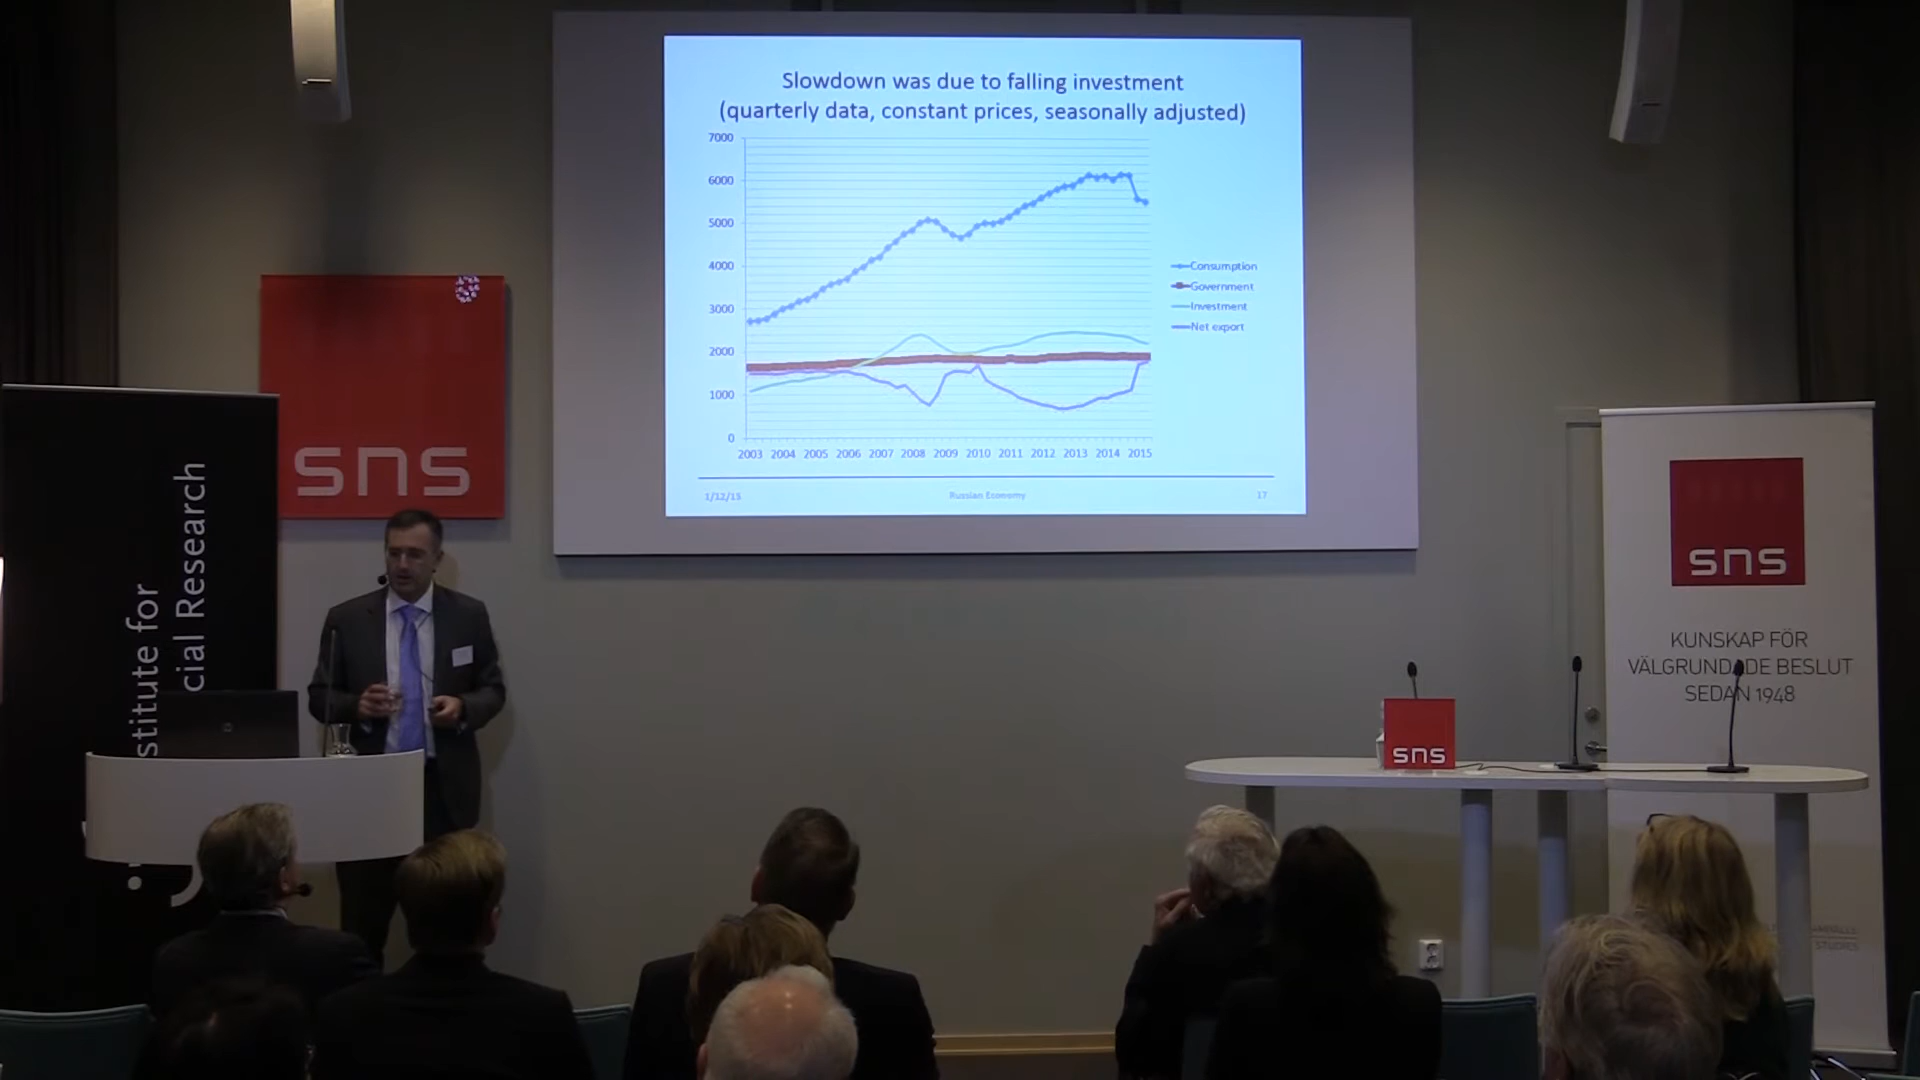 Slowdown was due to falling investment
(quarterly data, constant prices, seasonally adjusted)
7000
6000
5000
4000
3000
2000
1000
0
2003 2004 2005 2006 2007 2008 2009 2010 2011 2012 2013 2014 2015
Consumption
Government
Investment
Net export
1/12/15 Russian Economy 17
sns
stitute for
cial Research
sns
KUNSKAP FÖR
VÄLGRUNDADE BESLUT
SEDAN 1948
sns
STUDIES